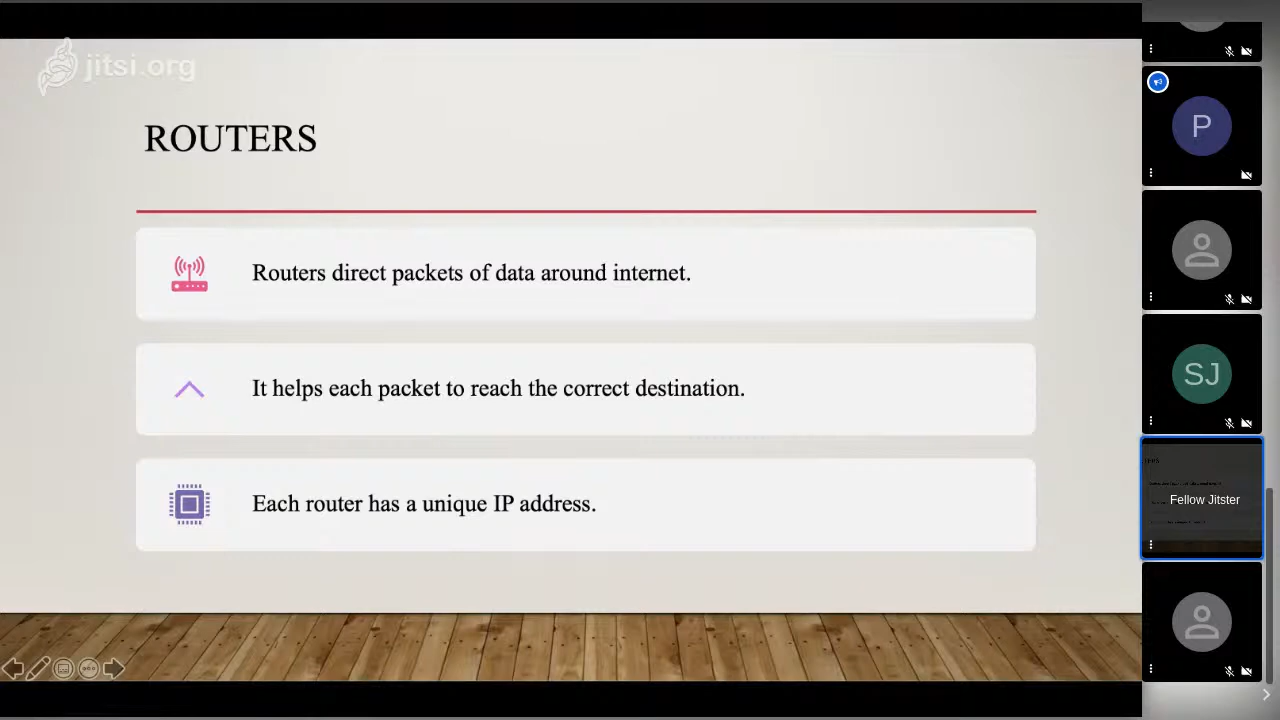 jitsi.org
ROUTERS
Routers direct packets of data around internet.
It helps each packet to reach the correct destination.
Each router has a unique IP address.
P
SJ
Fellow Jitster